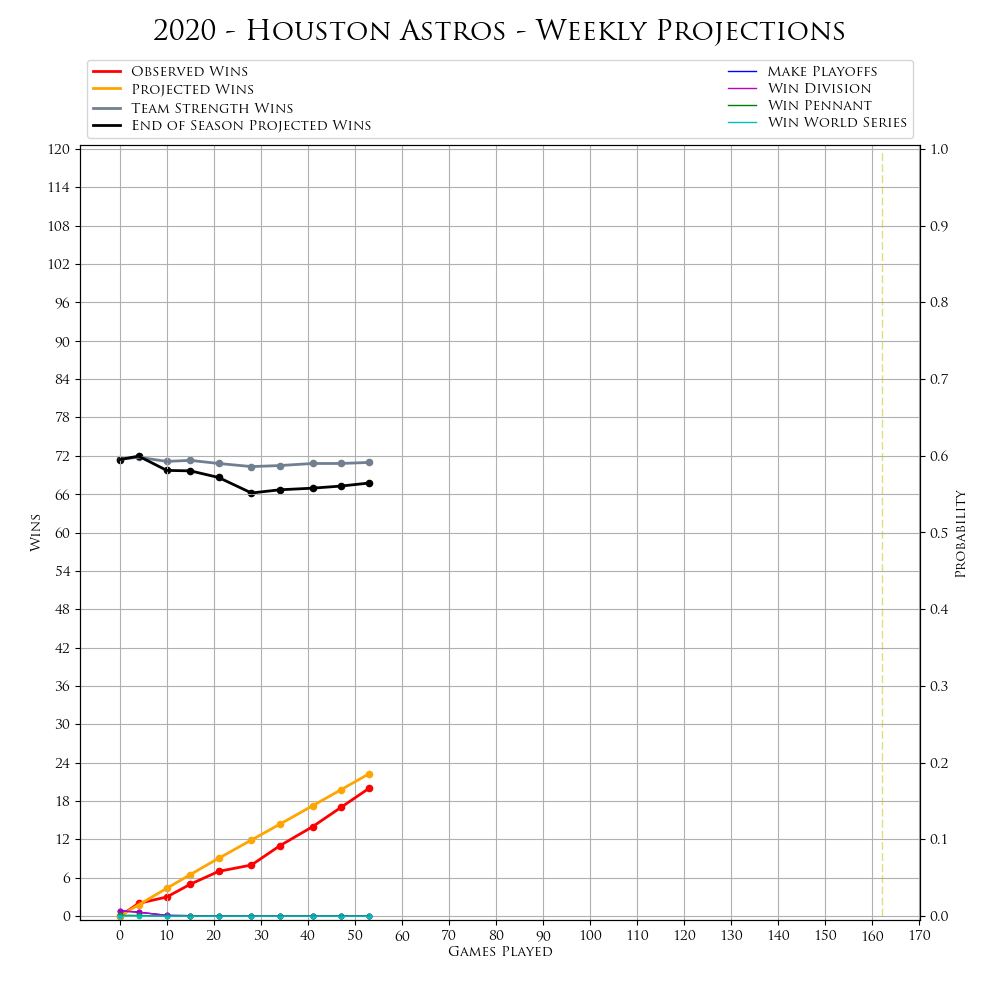 2020 - Houston Astros - Weekly Projections
Observed Wins
Projected Wins
Team Strength Wins
End of Season Projected Wins
Make Playoffs
Win Division
Win Pennant
Win World Series
120
114
108
102
96
90
84
78
72
66
60
54
48
42
36
30
24
18
12
6
0
Wins
1.0
0.9
0.8
0.7
0.6
0.5
0.4
0.3
0.2
0.1
0.0
Probability
0 10 20 30 40 50 60 70 80 90 100 110 120 130 140 150 160 170
Games Played